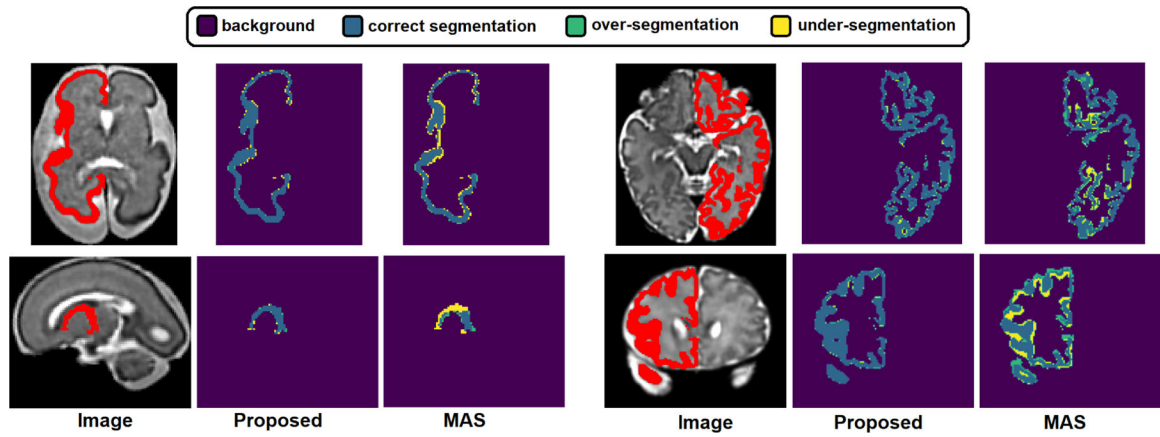 background correct segmentation over-segmentation under-segmentation
Image Proposed MAS Image Proposed MAS